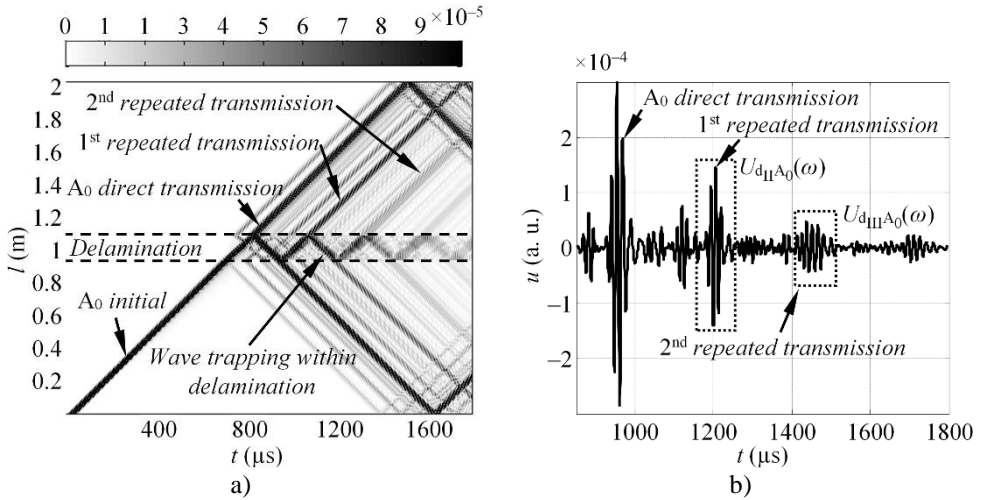 ×10⁻⁵
0 1 1 3 5 6 7 8 9
2
1.8
1.6
1.4
1.2
1
0.8
0.6
0.4
0.2
l (m)
2nd repeated transmission
1st repeated transmission
A0 direct transmission
Delamination
A0 initial
Wave trapping within
delamination
400 800 1200 1600
t (µs)
a)
×10⁻⁴
2
1
0
−1
−2
u (a. u.)
A0 direct transmission
1st repeated transmission
UdIIA0(ω)
UdIIIA0(ω)
2nd repeated transmission
1000 1200 1400 1600 1800
t (µs)
b)